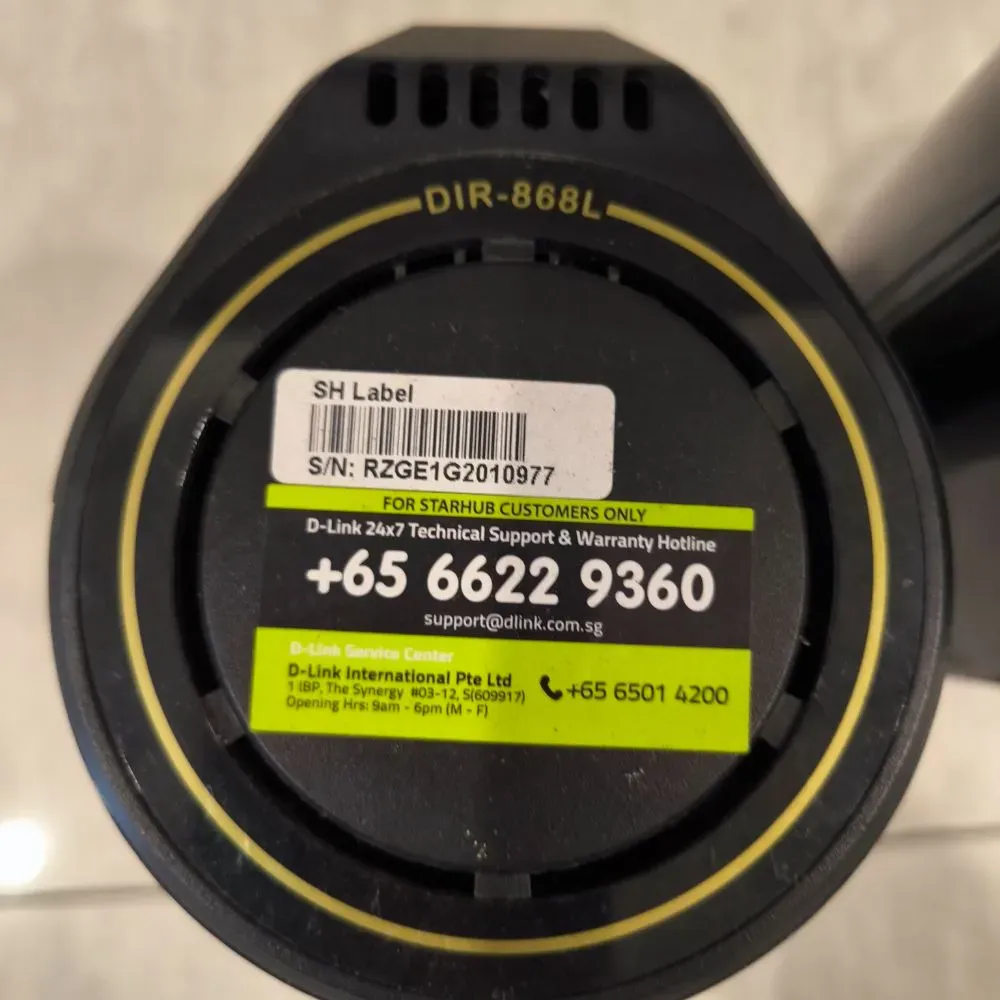 DIR-868L
SH Label
S/N: RZGE1G2010977
FOR STARHUB CUSTOMERS ONLY
D-Link 24x7 Technical Support & Warranty Hotline
+65 6622 9360
support@dlink.com.sg
D-Link Service Center
D-Link International Pte Ltd
1 IBP, The Synergy #03-12, S(609917)
Opening Hrs: 9am - 6pm (M - F)
+65 6501 4200